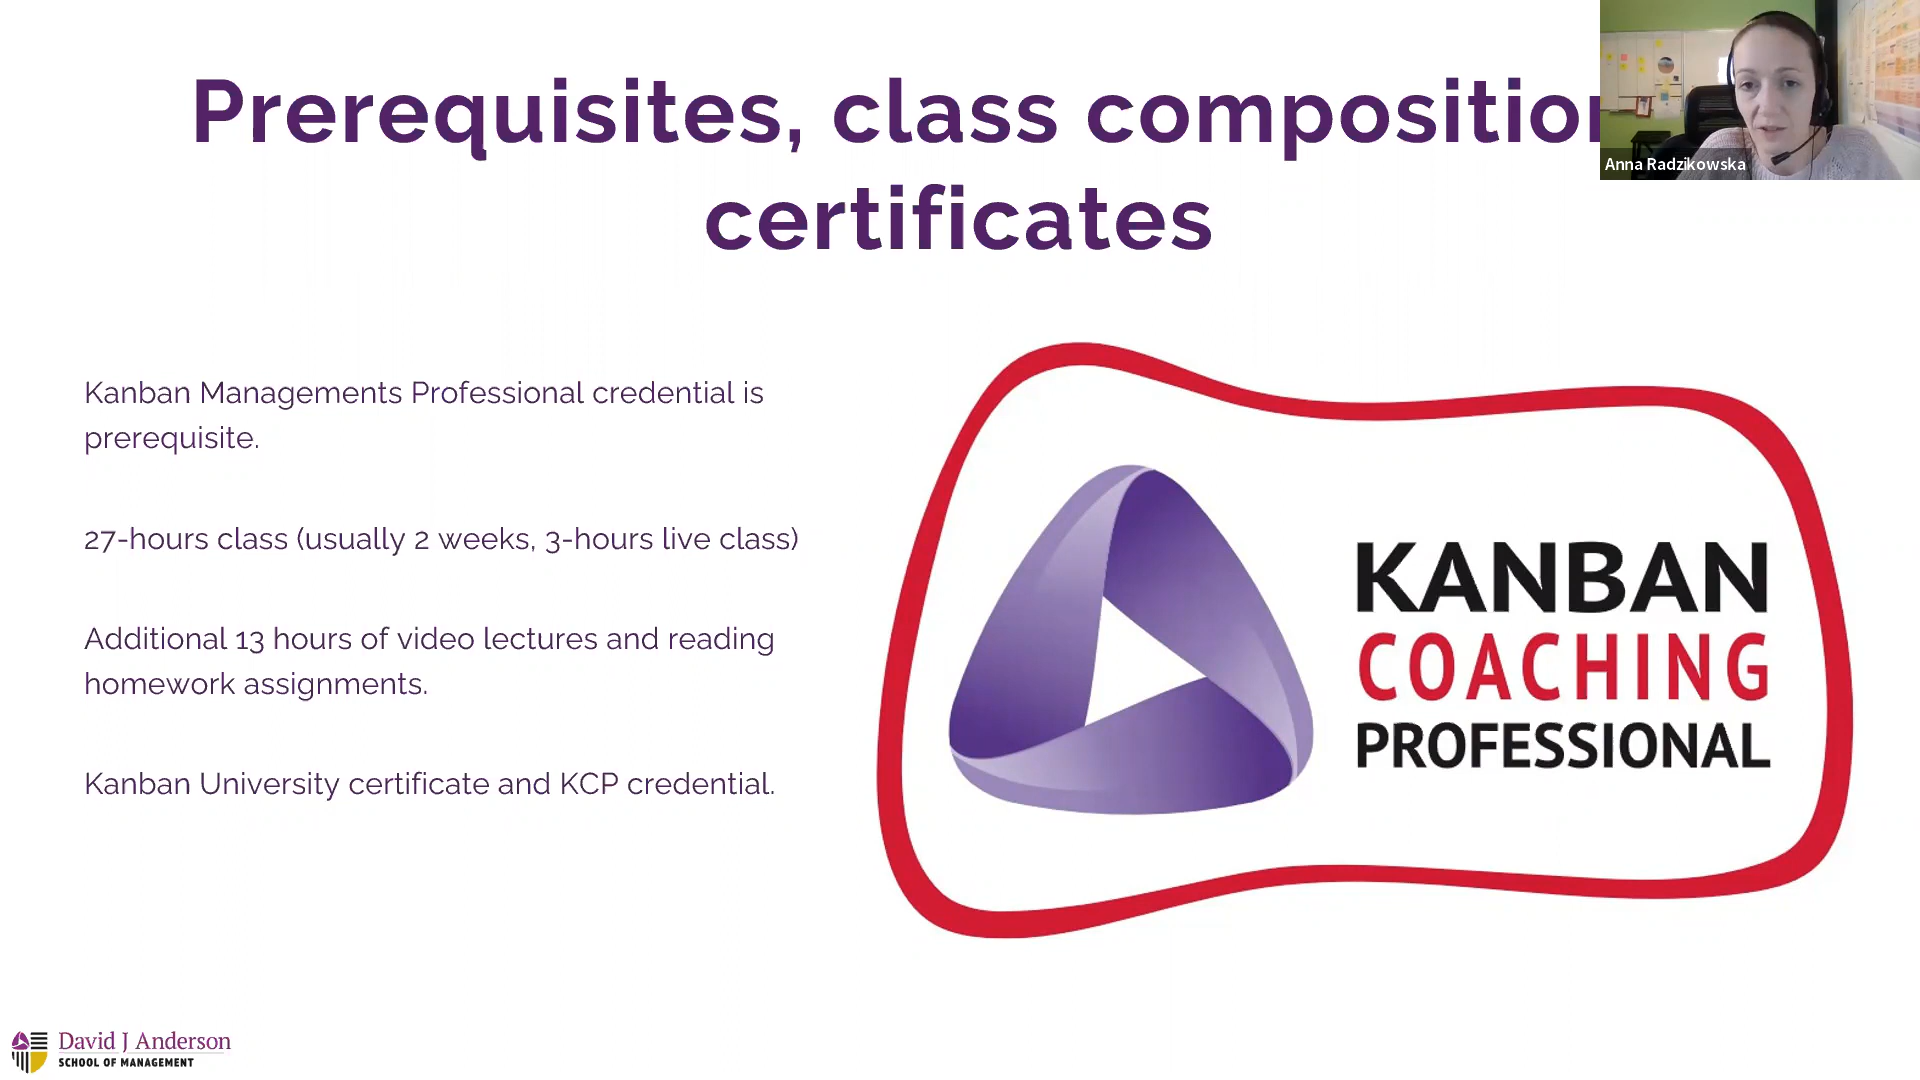 Prerequisites, class composition
certificates
Anna Radzikowska
Kanban Managements Professional credential is
prerequisite.
27-hours class (usually 2 weeks, 3-hours live class)
Additional 13 hours of video lectures and reading
homework assignments.
Kanban University certificate and KCP credential.
KANBAN
COACHING
PROFESSIONAL
David J Anderson
SCHOOL OF MANAGEMENT